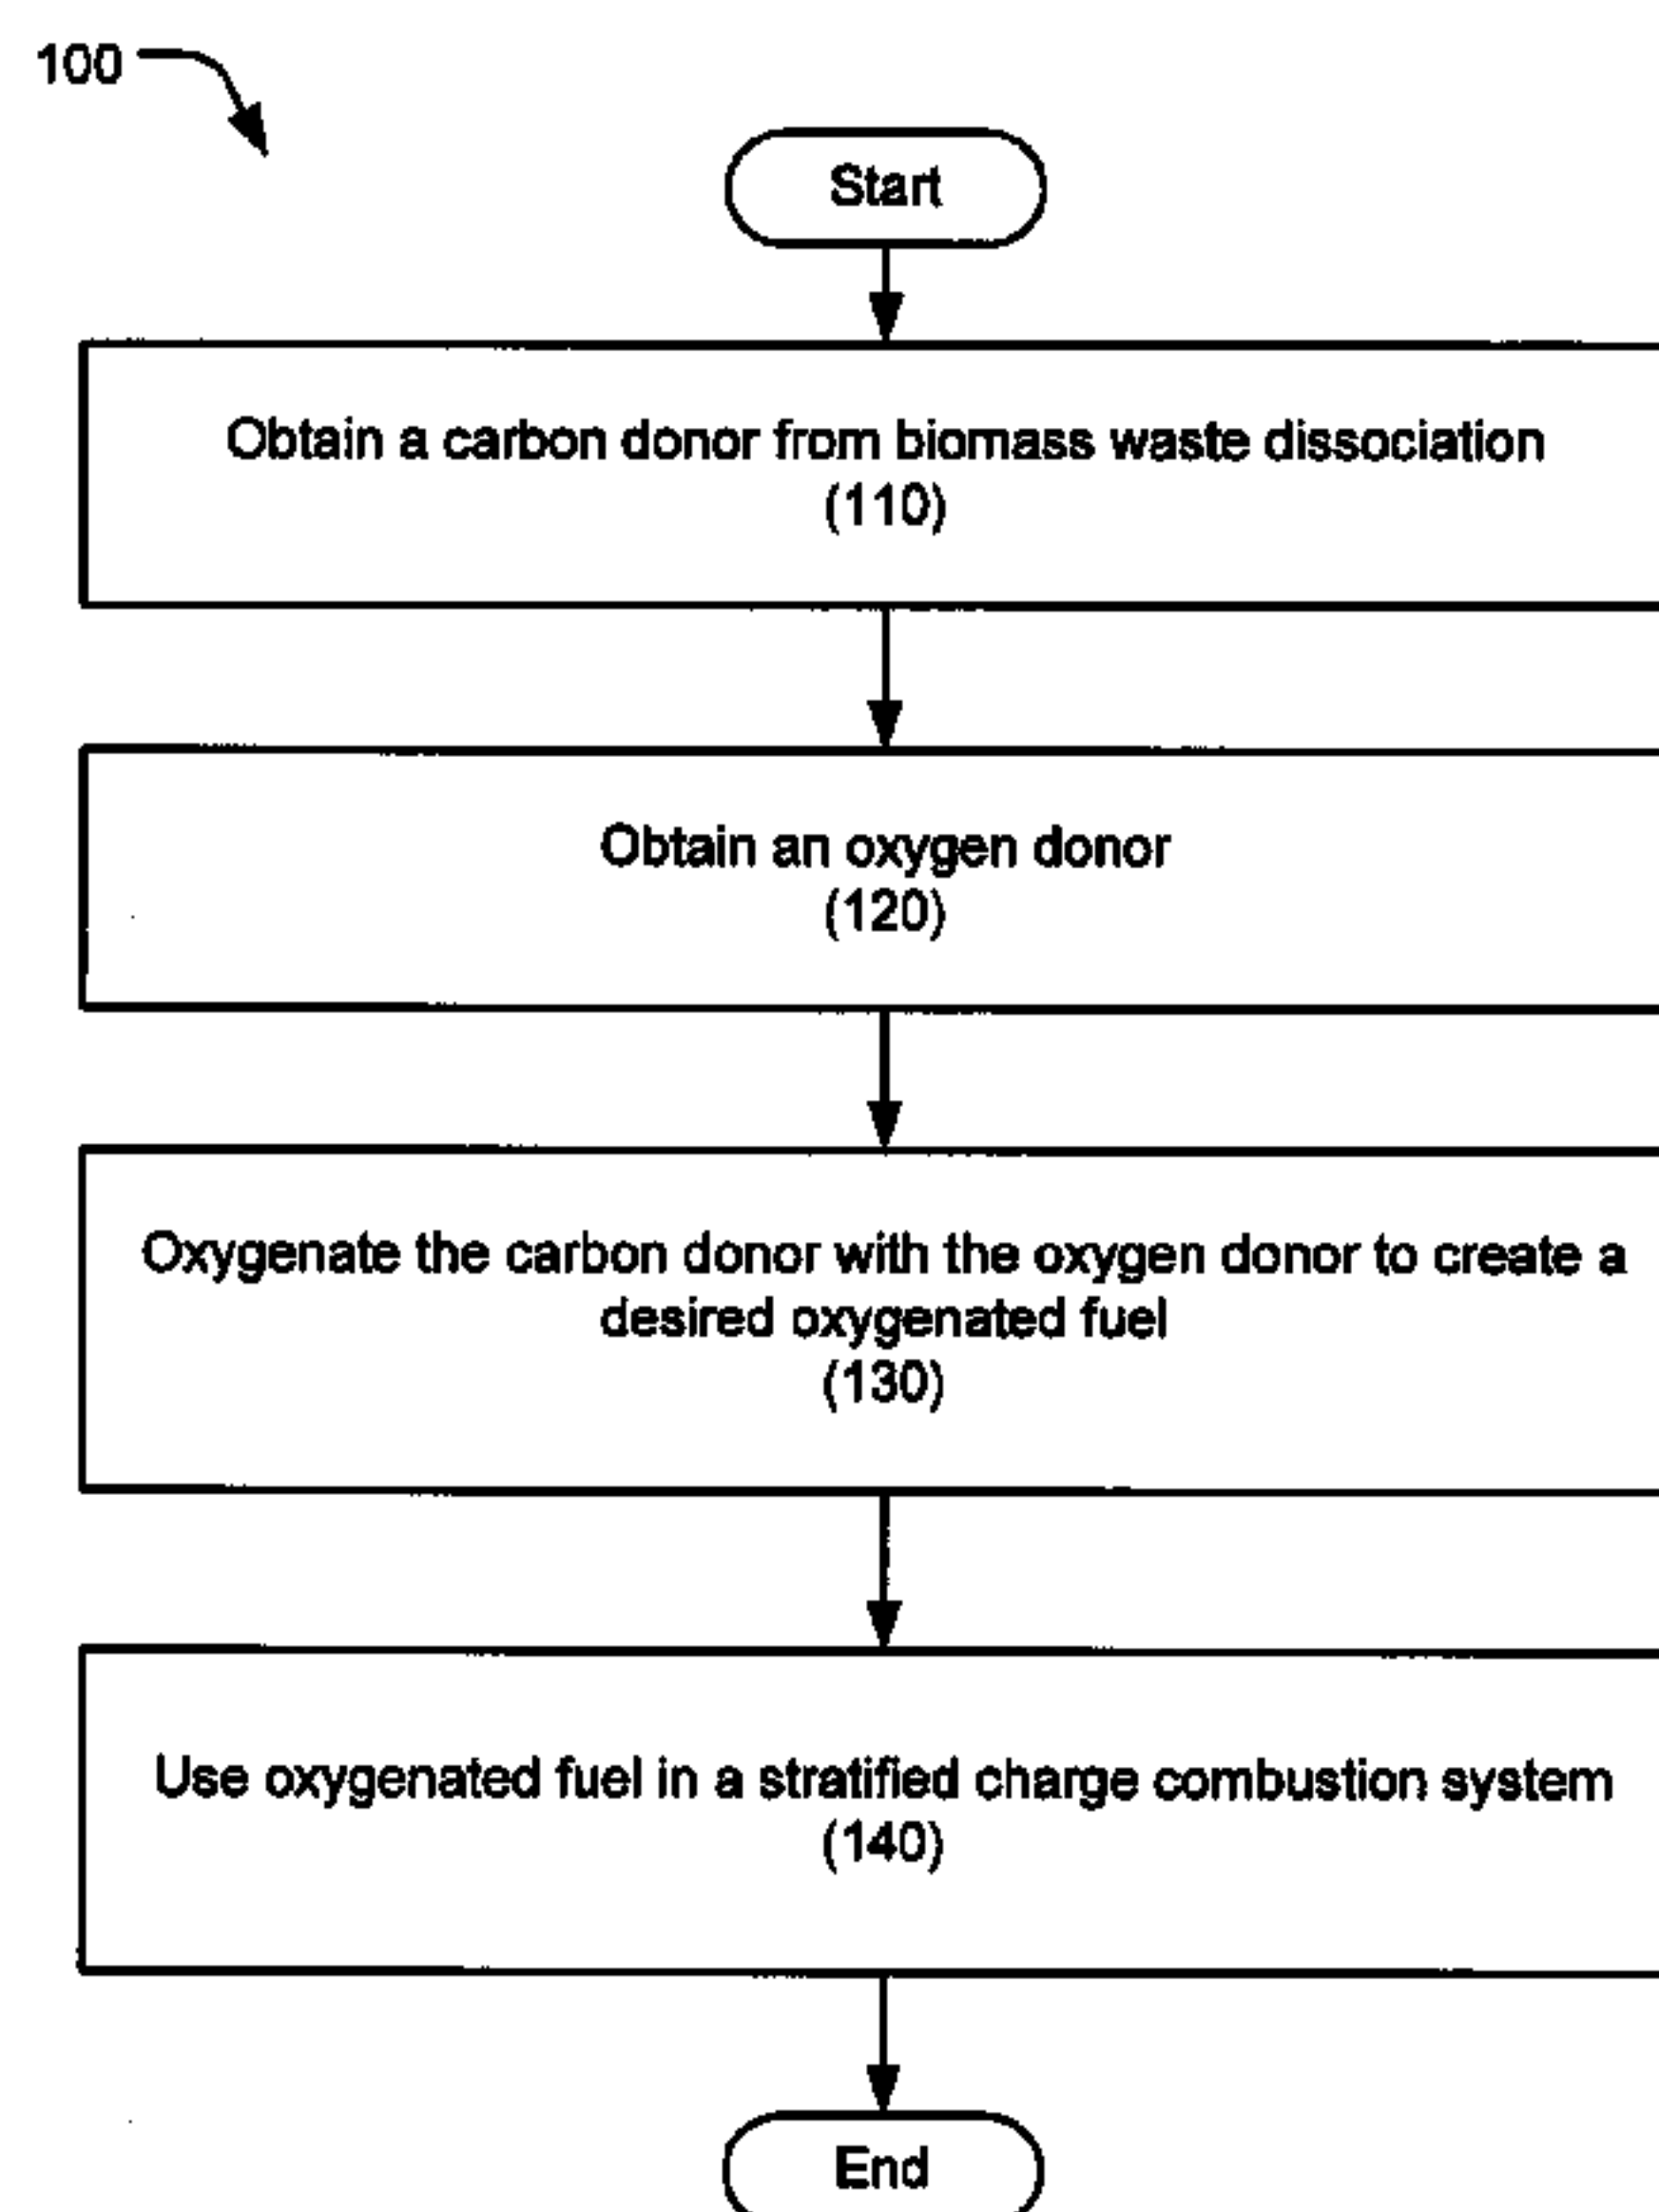 100
Start
Obtain a carbon donor from biomass waste dissociation
(110)
Obtain an oxygen donor
(120)
Oxygenate the carbon donor with the oxygen donor to create a
desired oxygenated fuel
(130)
Use oxygenated fuel in a stratified charge combustion system
(140)
End